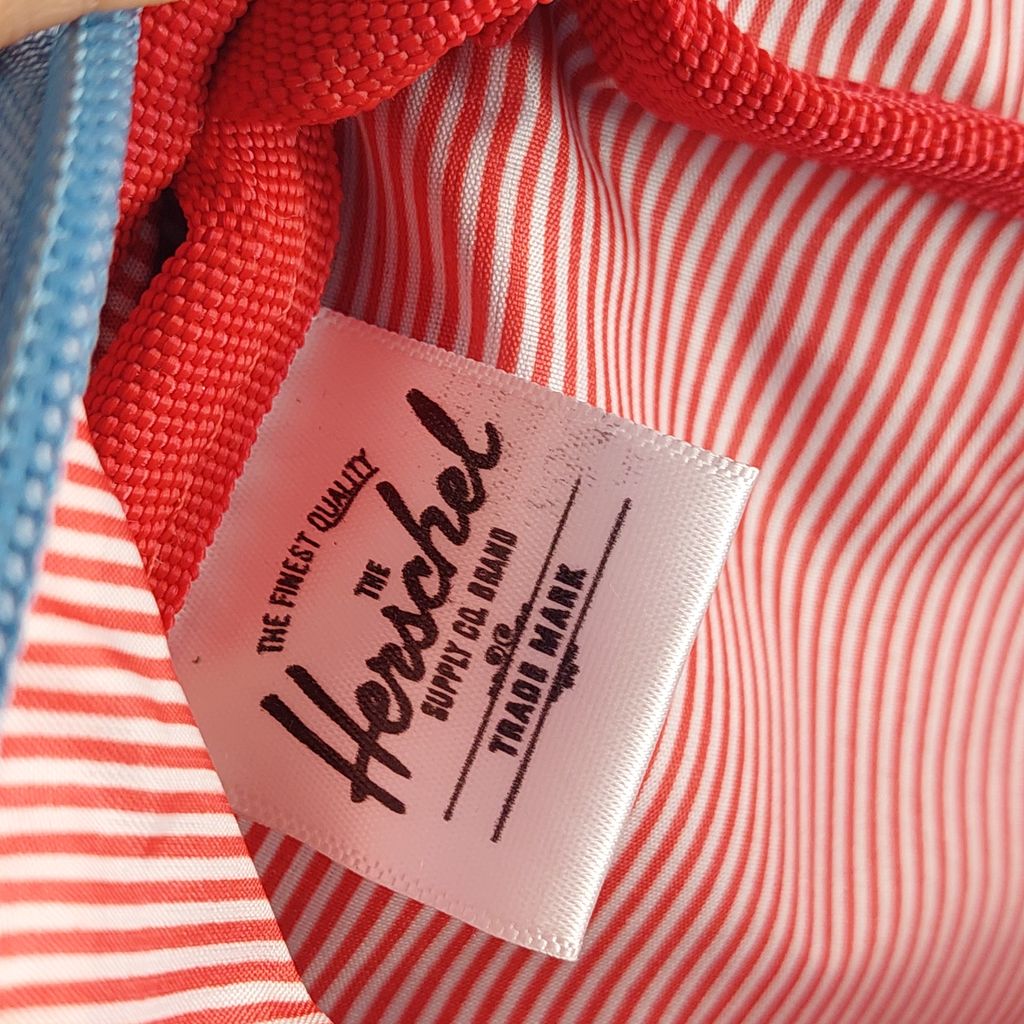 THE FINEST QUALITY
THE
Herschel
SUPPLY CO. BRAND
TRADE MARK